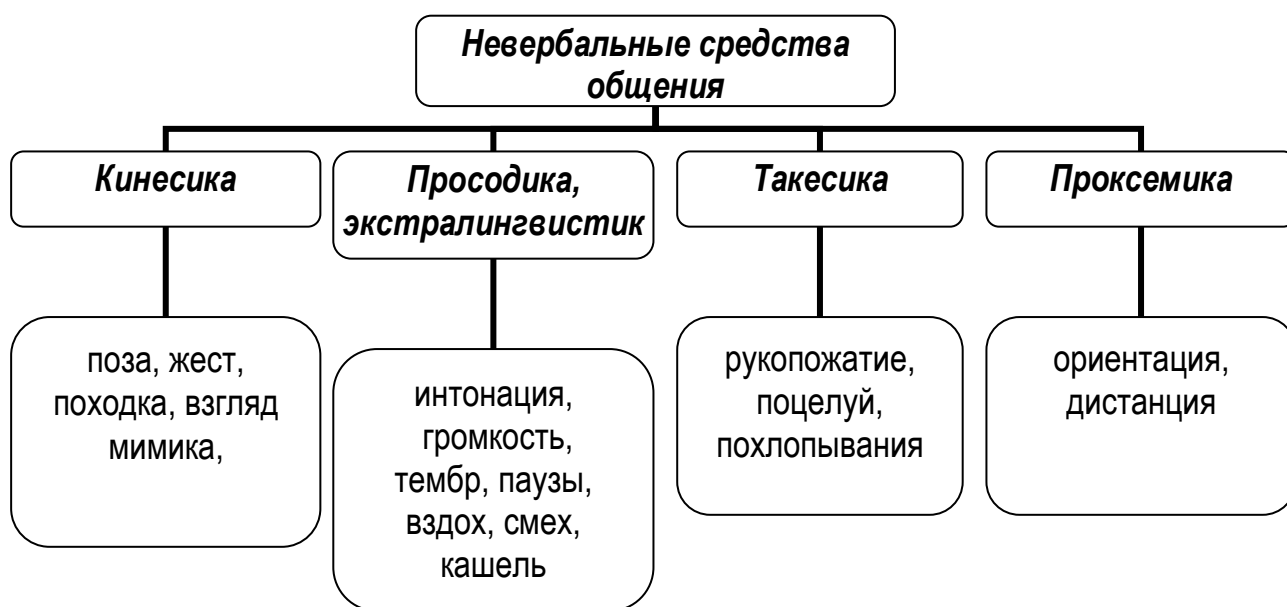 Невербальные средства
общения
Кинесика
Просодика,
экстралингвистик
Такесика
Проксемика
поза, жест,
походка, взгляд
мимика,
интонация,
громкость,
тембр, паузы,
вздох, смех,
кашель
рукопожатие,
поцелуй,
похлопывания
ориентация,
дистанция